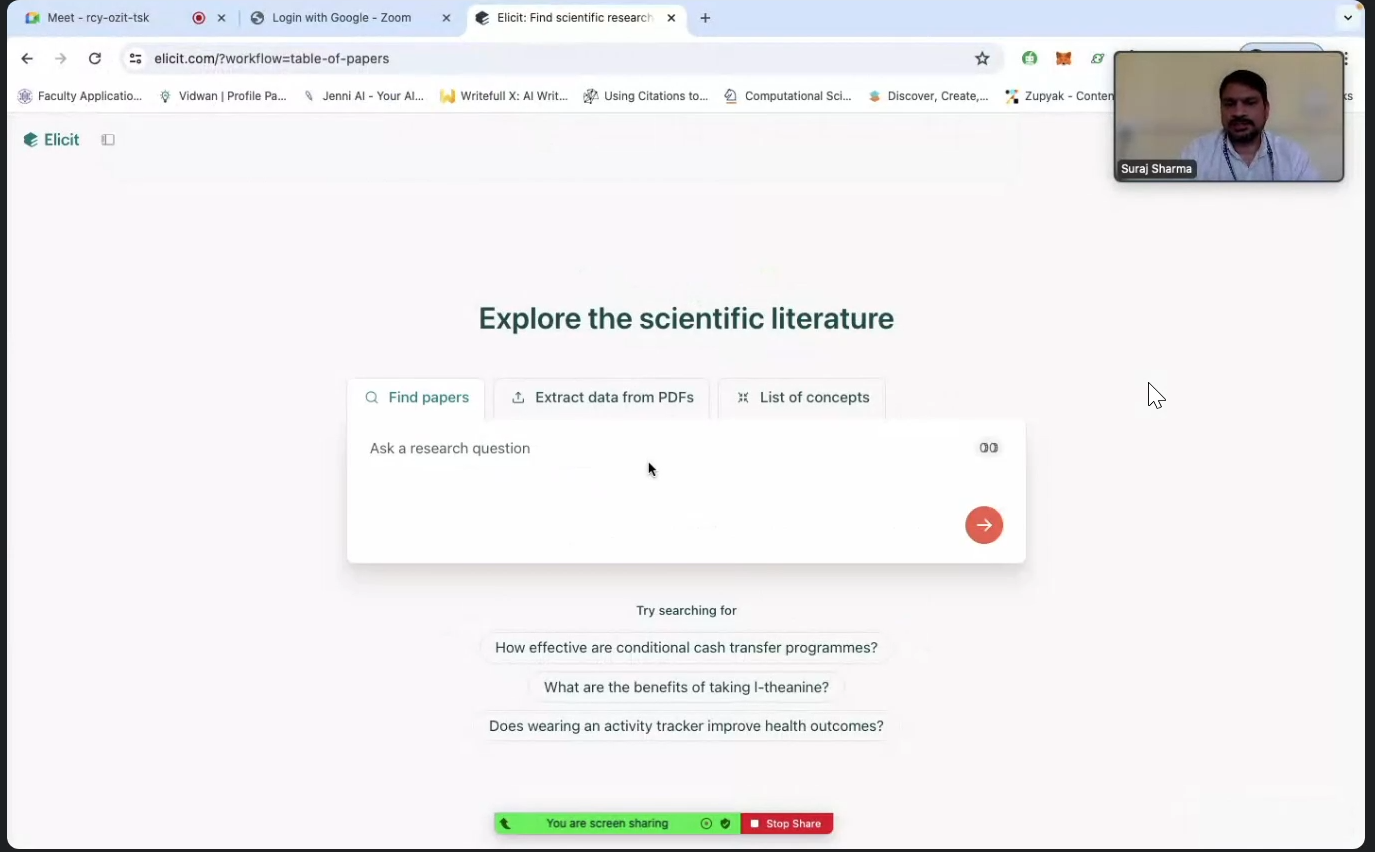 Meet - rcy-ozit-tsk
Login with Google - Zoom
Elicit: Find scientific research
elicit.com/?workflow=table-of-papers
Faculty Applicatio...
Vidwan | Profile Pa...
Jenni AI - Your AI...
Writefull X: AI Writ...
Using Citations to...
Computational Sci...
Discover, Create,...
Zupyak - Conten
ks
Suraj Sharma
Elicit
Explore the scientific literature
Find papers
Extract data from PDFs
List of concepts
Ask a research question
Try searching for
How effective are conditional cash transfer programmes?
What are the benefits of taking l-theanine?
Does wearing an activity tracker improve health outcomes?
You are screen sharing
Stop Share